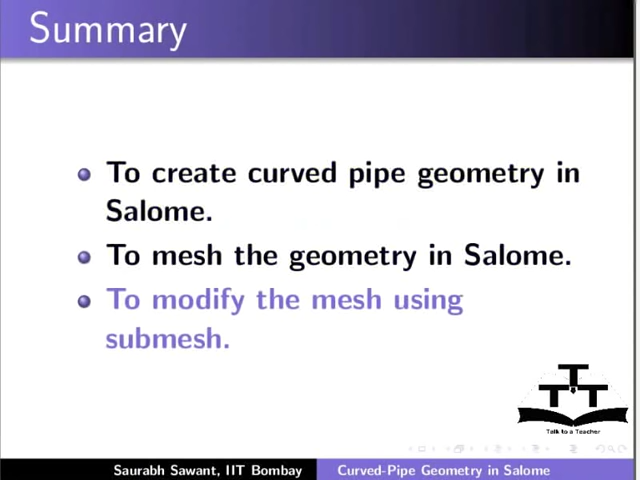 Summary
To create curved pipe geometry in
Salome.
To mesh the geometry in Salome.
To modify the mesh using
submesh.
T
T T
Talk to a Teacher
Saurabh Sawant, IIT Bombay
Curved-Pipe Geometry in Salome